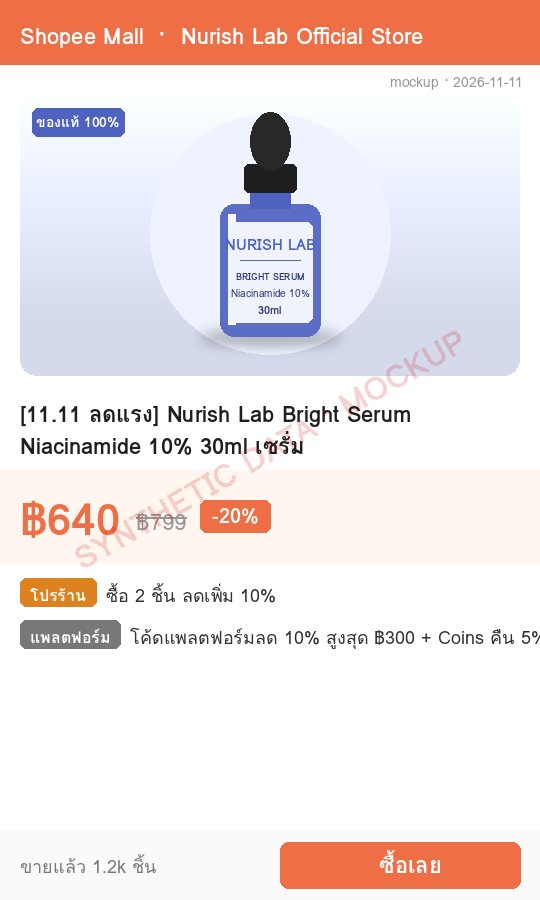 Shopee Mall · Nurish Lab Official Store
mockup · 2026-11-11
ของแท้ 100%
NURISH LAB
BRIGHT SERUM
Niacinamide 10%
30ml
[11.11 ลดแรง] Nurish Lab Bright Serum
Niacinamide 10% 30ml เซรั่ม
SYNTHETIC DATA · MOCKUP
฿640 ฿799 -20%
โปรร้าน ซื้อ 2 ชิ้น ลดเพิ่ม 10%
แพลตฟอร์ม โค้ดแพลตฟอร์มลด 10% สูงสุด ฿300 + Coins คืน 5%
ขายแล้ว 1.2k ชิ้น
ซื้อเลย